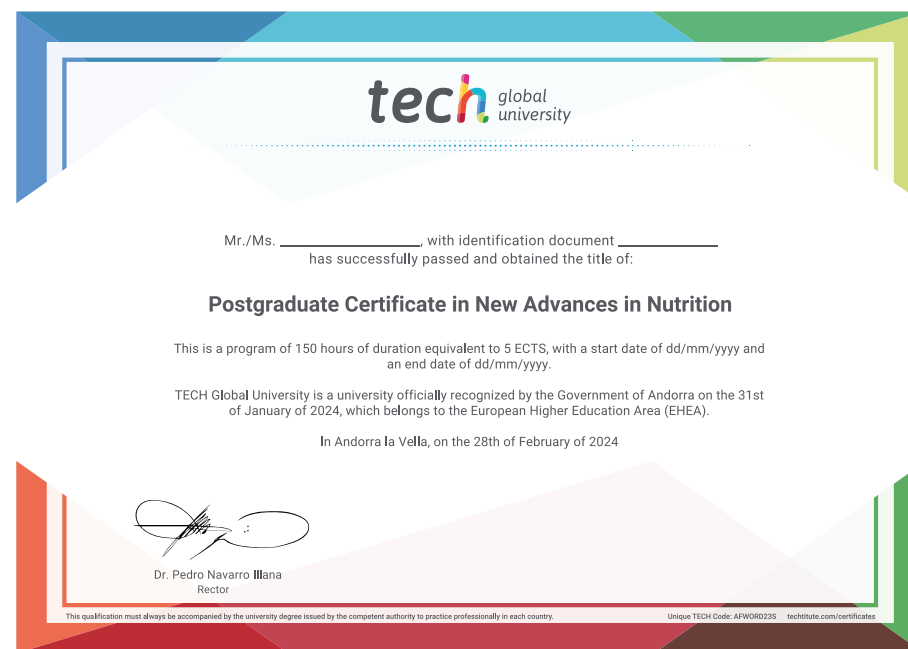 tech global
university
Mr./Ms. ____________________, with identification document ______________
has successfully passed and obtained the title of:
Postgraduate Certificate in New Advances in Nutrition
This is a program of 150 hours of duration equivalent to 5 ECTS, with a start date of dd/mm/yyyy and
an end date of dd/mm/yyyy.
TECH Global University is a university officially recognized by the Government of Andorra on the 31st
of January of 2024, which belongs to the European Higher Education Area (EHEA).
In Andorra la Vella, on the 28th of February of 2024
Dr. Pedro Navarro Illana
Rector
This qualification must always be accompanied by the university degree issued by the competent authority to practice professionally in each country.
Unique TECH Code: AFWORD23S techtitute.com/certificates